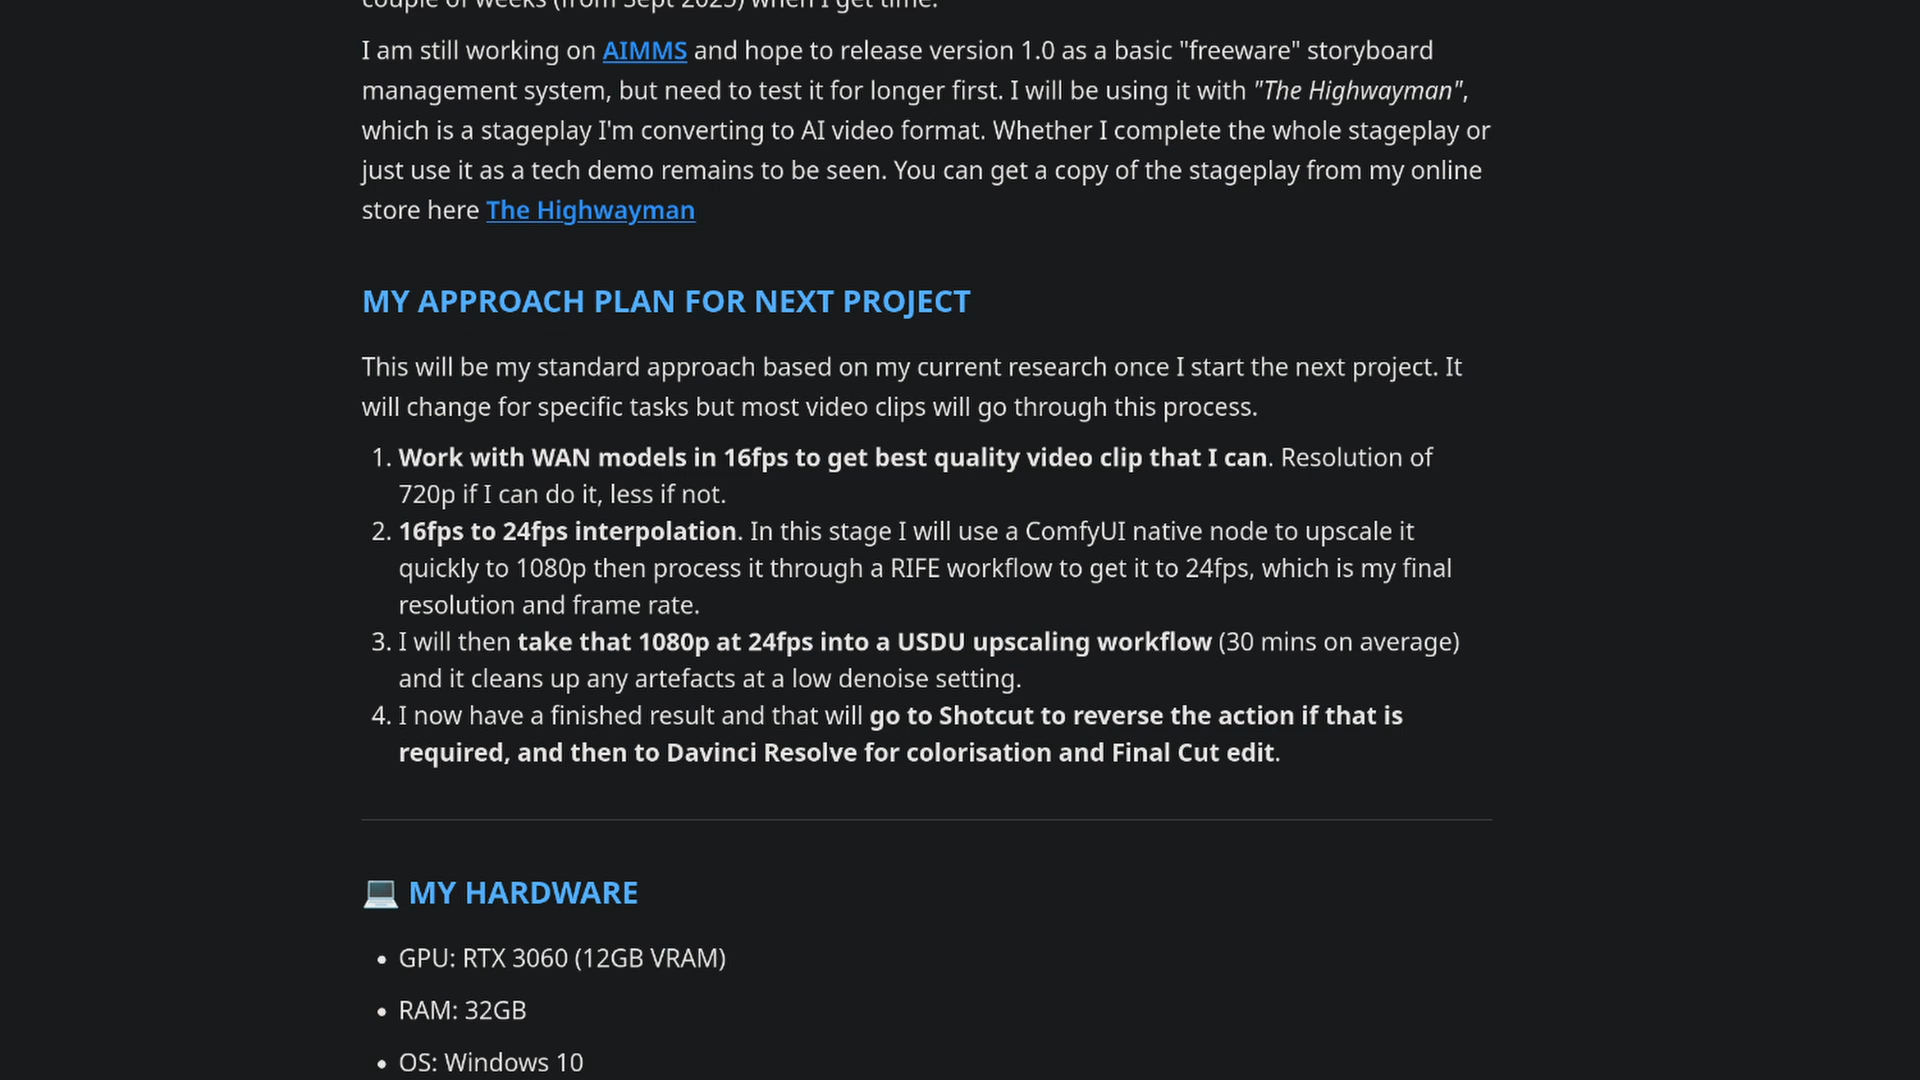 couple of weeks (from Sept 2025) when I get time.
I am still working on AIMMS and hope to release version 1.0 as a basic "freeware" storyboard
management system, but need to test it for longer first. I will be using it with "The Highwayman",
which is a stageplay I'm converting to AI video format. Whether I complete the whole stageplay or
just use it as a tech demo remains to be seen. You can get a copy of the stageplay from my online
store here The Highwayman
MY APPROACH PLAN FOR NEXT PROJECT
This will be my standard approach based on my current research once I start the next project. It
will change for specific tasks but most video clips will go through this process.
1. Work with WAN models in 16fps to get best quality video clip that I can. Resolution of
720p if I can do it, less if not.
2. 16fps to 24fps interpolation. In this stage I will use a ComfyUI native node to upscale it
quickly to 1080p then process it through a RIFE workflow to get it to 24fps, which is my final
resolution and frame rate.
3. I will then take that 1080p at 24fps into a USDU upscaling workflow (30 mins on average)
and it cleans up any artefacts at a low denoise setting.
4. I now have a finished result and that will go to Shotcut to reverse the action if that is
required, and then to Davinci Resolve for colorisation and Final Cut edit.
💻 MY HARDWARE
• GPU: RTX 3060 (12GB VRAM)
• RAM: 32GB
• OS: Windows 10